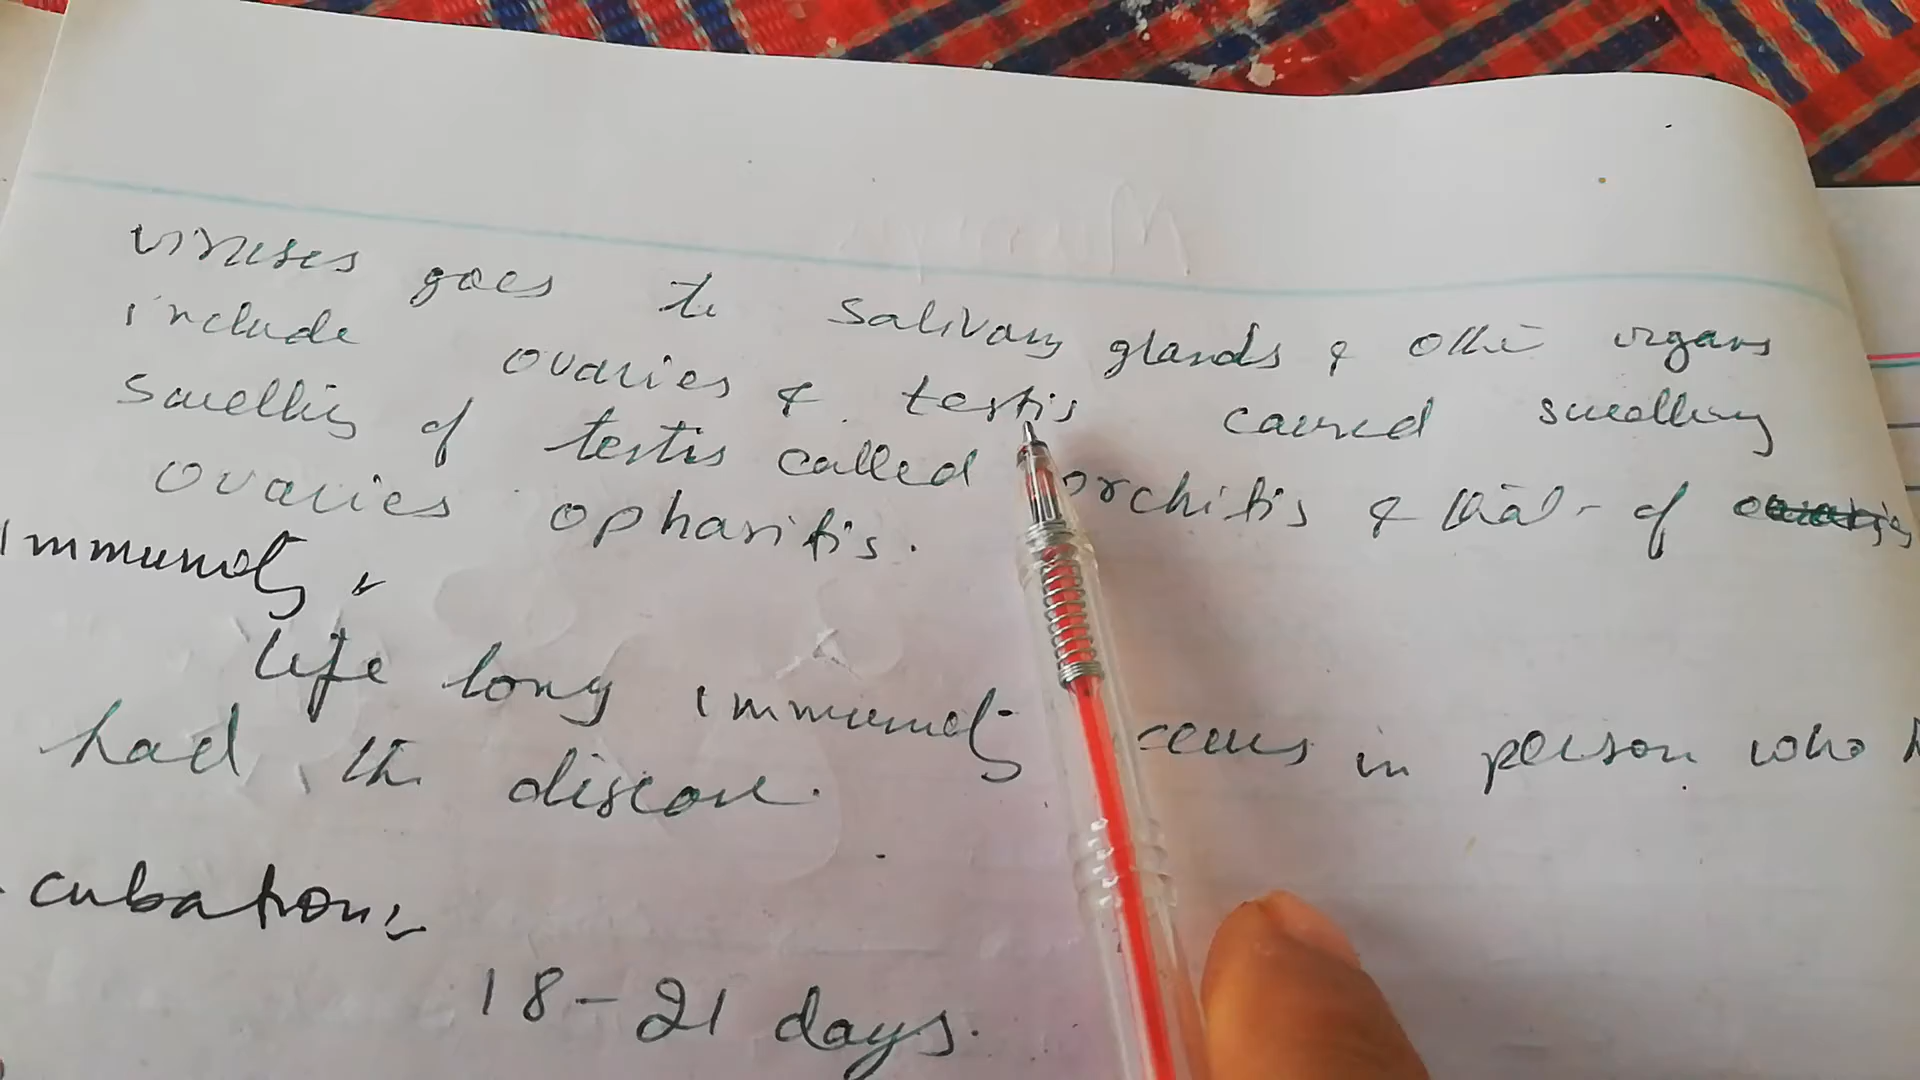 viruses goes to salivary glands & other organs
include ovaries & testis caused swelling
swelling of testis called orchitis & that of
ovaries opharitis.
Immunity:
Life long immunity occurs in person who
had the disease.
cubation:
18-21 days.